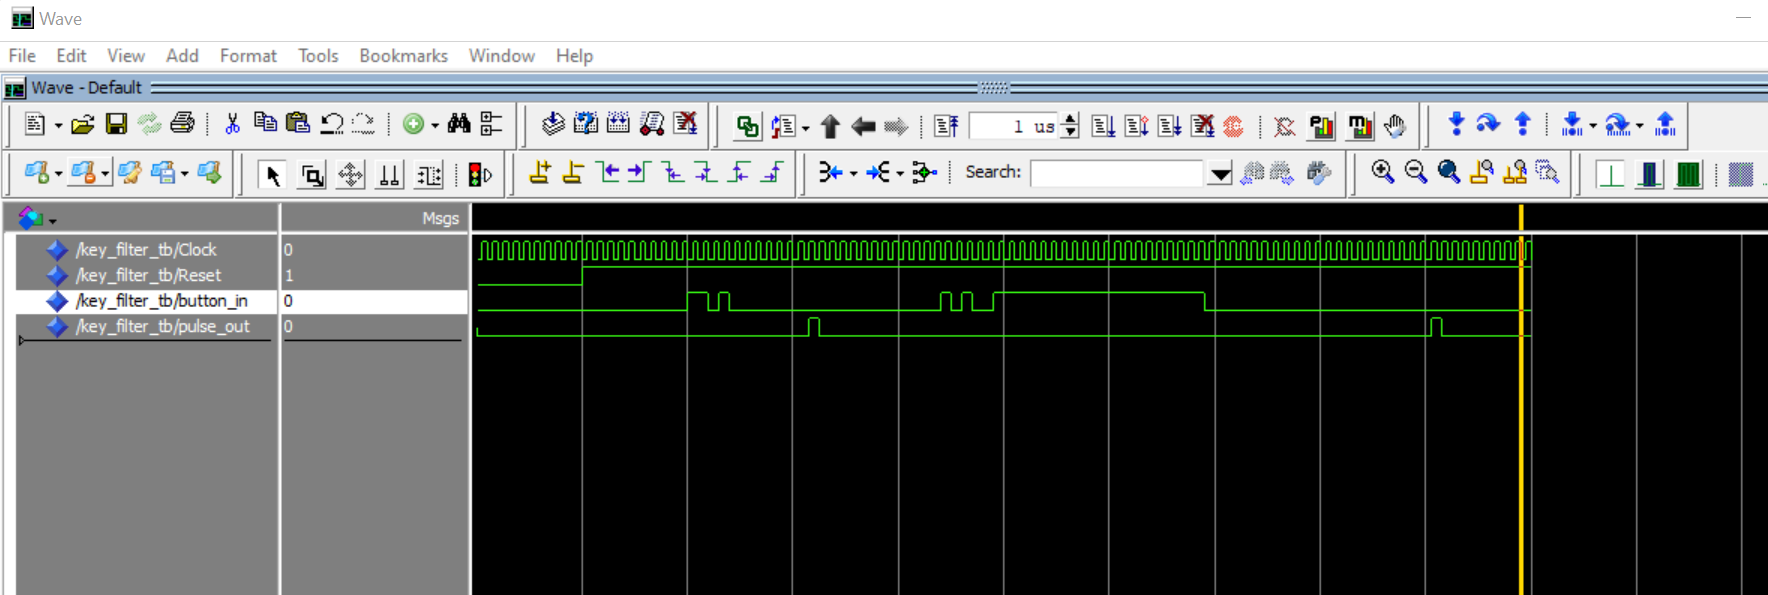 Wave
File Edit View Add Format Tools Bookmarks Window Help
Wave - Default
1 us
Search:
Msgs
/key_filter_tb/Clock 0
/key_filter_tb/Reset 1
/key_filter_tb/button_in 0
/key_filter_tb/pulse_out 0